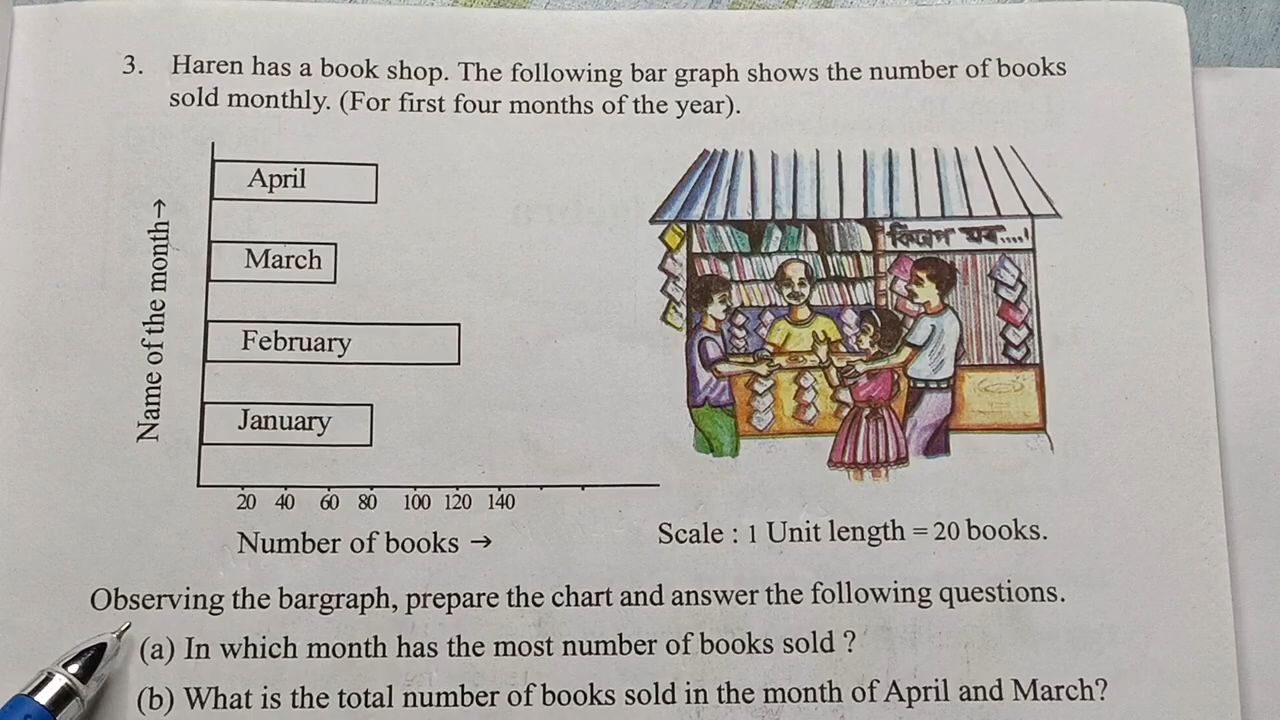 3. Haren has a book shop. The following bar graph shows the number of books
sold monthly. (For first four months of the year).
April
March
February
January
Name of the month→
20 40 60 80 100 120 140
Number of books →
Scale : 1 Unit length = 20 books.
Observing the bargraph, prepare the chart and answer the following questions.
(a) In which month has the most number of books sold ?
(b) What is the total number of books sold in the month of April and March?